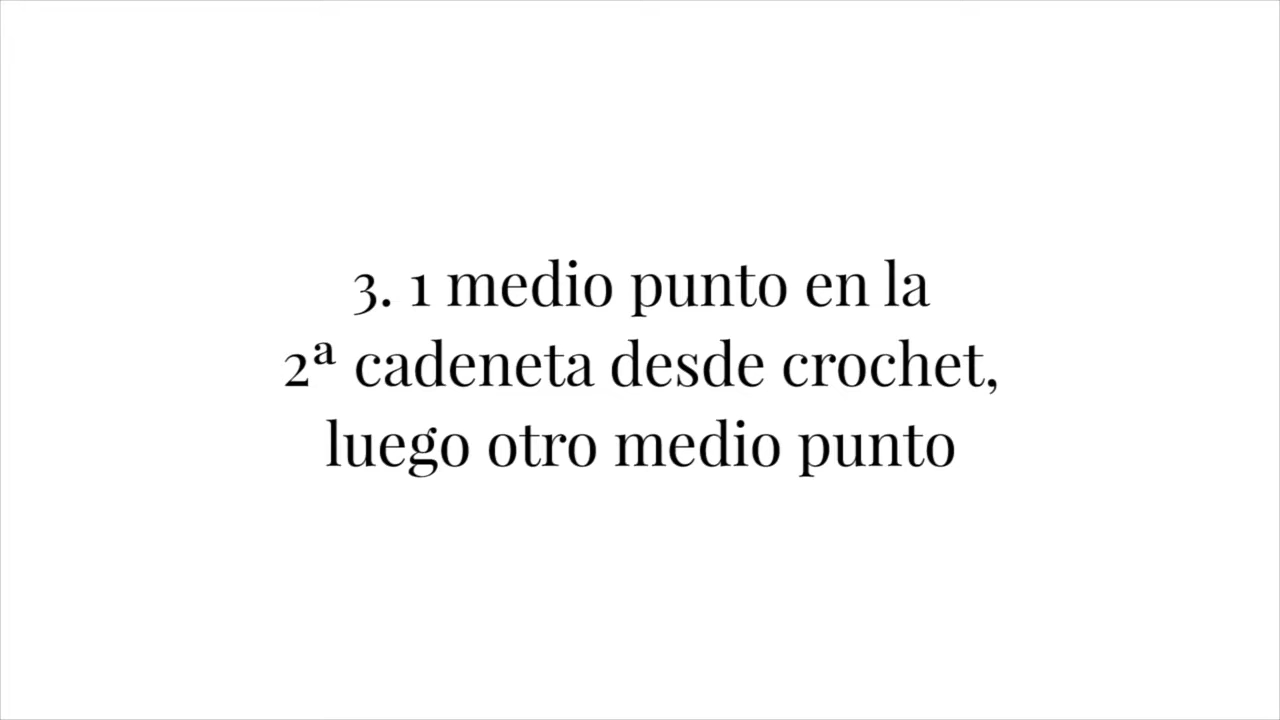 3. 1 medio punto en la
2ª cadeneta desde crochet,
luego otro medio punto